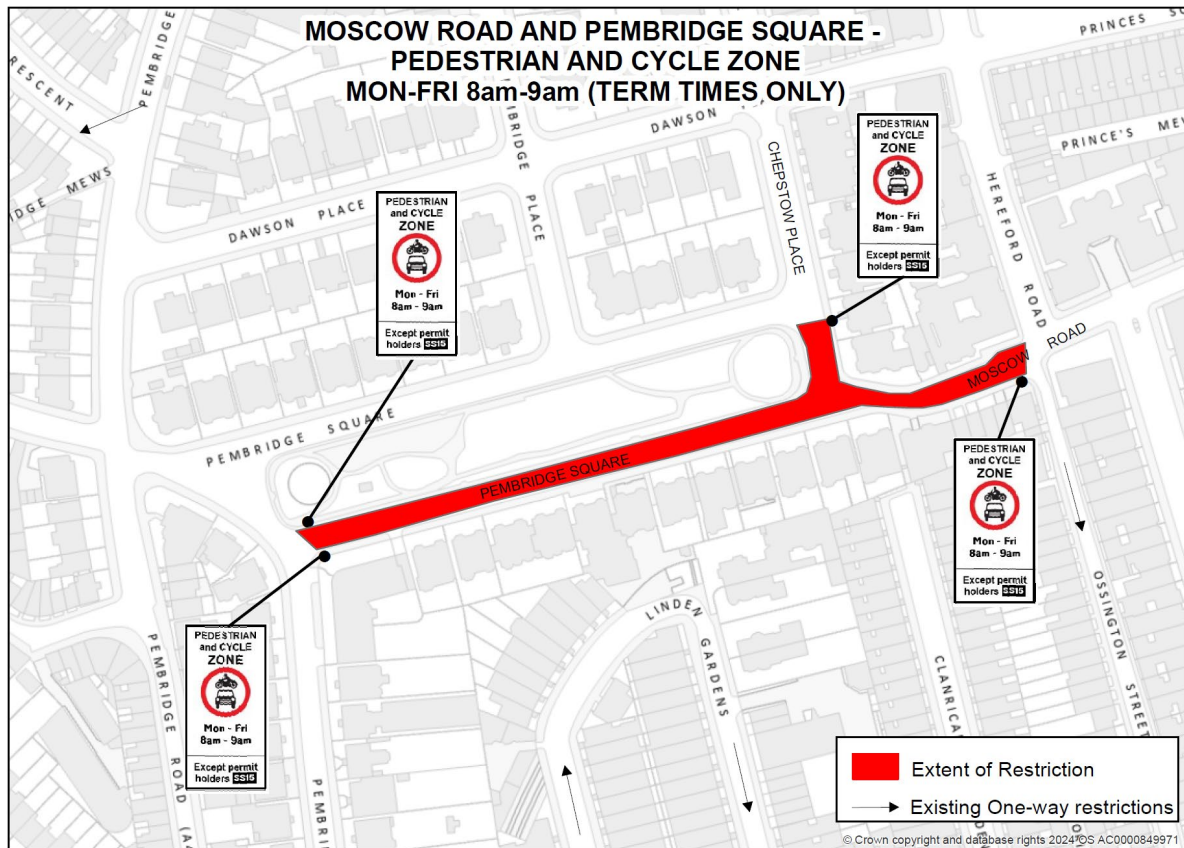 MOSCOW ROAD AND PEMBRIDGE SQUARE -
PEDESTRIAN AND CYCLE ZONE
MON-FRI 8am-9am (TERM TIMES ONLY)
CRESCENT
PEMBRIDGE
PRINCES
MEWS
DAWSON PLACE
PLACE
DAWSON
CHEPSTOW PLACE
HEREFORD ROAD
PRINCE'S
PEDESTRIAN
and CYCLE
ZONE
Mon - Fri
8am - 9am
Except permit
holders SS15
PEDESTRIAN
and CYCLE
ZONE
Mon - Fri
8am - 9am
Except permit
holders SS15
PEMBRIDGE SQUARE
MOSCOW ROAD
PEMBRIDGE SQUARE
PEDESTRIAN
and CYCLE
ZONE
Mon - Fri
8am - 9am
Except permit
holders SS15
PEDESTRIAN
and CYCLE
ZONE
Mon - Fri
8am - 9am
Except permit
holders SS15
LINDEN GARDENS
OSSINGTON STREET
PEMBRIDGE ROAD
Extent of Restriction
Existing One-way restrictions
© Crown copyright and database rights 2024 OS AC0000849971